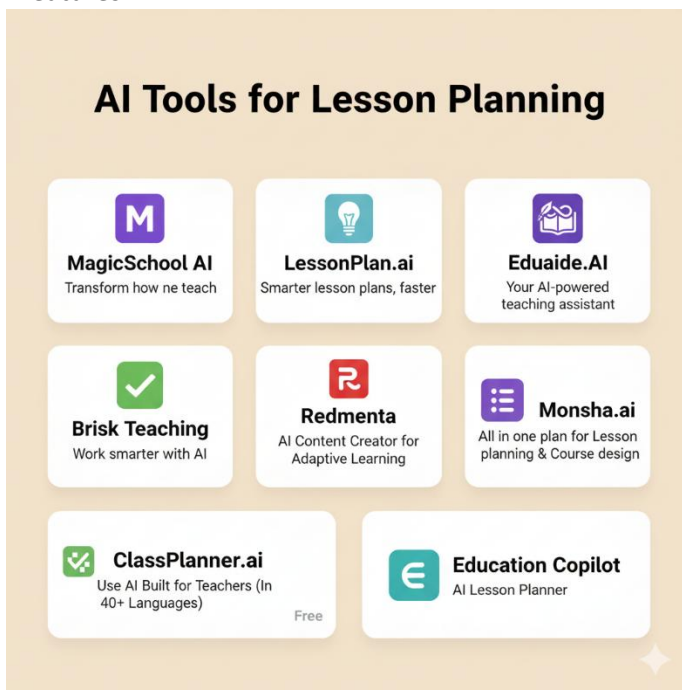 AI Tools for Lesson Planning
M
MagicSchool AI
Transform how ne teach
LessonPlan.ai
Smarter lesson plans, faster
Eduaide.AI
Your AI-powered
teaching assistant
Brisk Teaching
Work smarter with AI
Redmenta
AI Content Creator for
Adaptive Learning
Monsha.ai
All in one plan for Lesson
planning & Course design
ClassPlanner.ai
Use AI Built for Teachers (In
40+ Languages)
Free
Education Copilot
AI Lesson Planner